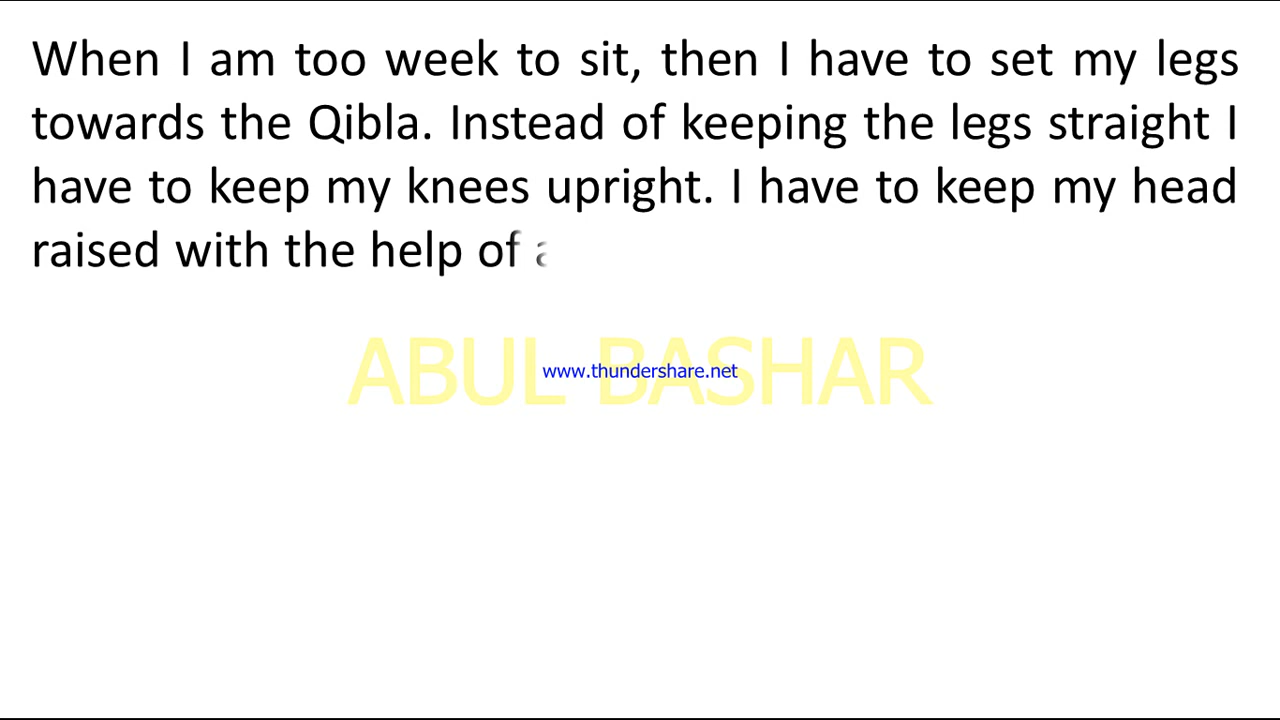 When I am too week to sit, then I have to set my legs
towards the Qibla. Instead of keeping the legs straight I
have to keep my knees upright. I have to keep my head
raised with the help of
ABUL BASHAR
www.thundershare.net